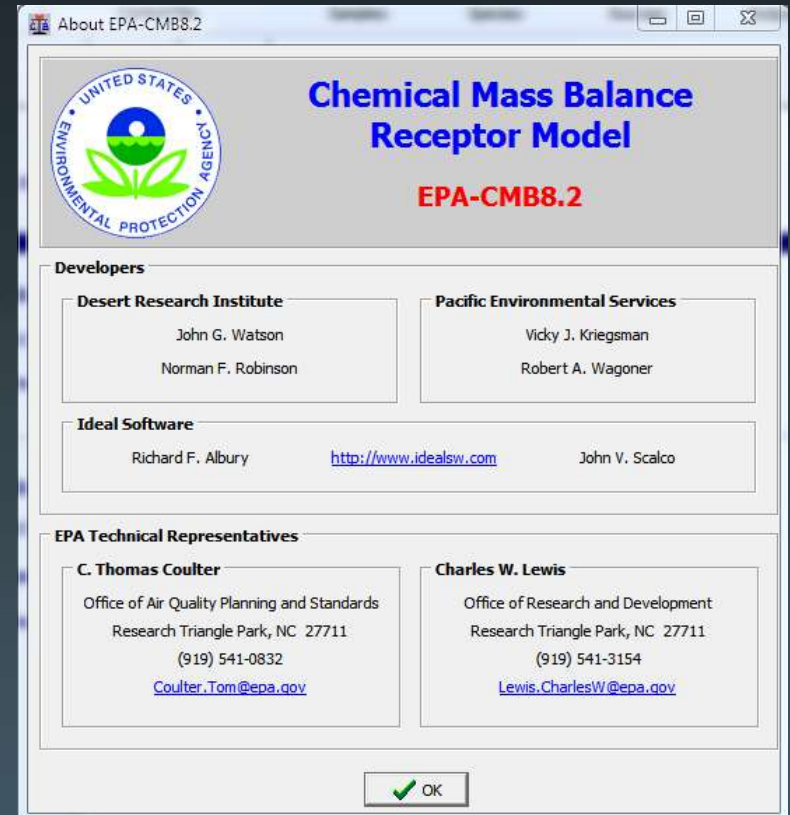 About EPA-CMB8.2
UNITED STATES
ENVIRONMENTAL PROTECTION AGENCY
Chemical Mass Balance
Receptor Model
EPA-CMB8.2
Developers
Desert Research Institute
John G. Watson
Norman F. Robinson
Pacific Environmental Services
Vicky J. Kriegsman
Robert A. Wagoner
Ideal Software
Richard F. Albury http://www.idealsw.com John V. Scalco
EPA Technical Representatives
C. Thomas Coulter
Office of Air Quality Planning and Standards
Research Triangle Park, NC 27711
(919) 541-0832
Coulter.Tom@epa.gov
Charles W. Lewis
Office of Research and Development
Research Triangle Park, NC 27711
(919) 541-3154
Lewis.CharlesW@epa.gov
OK